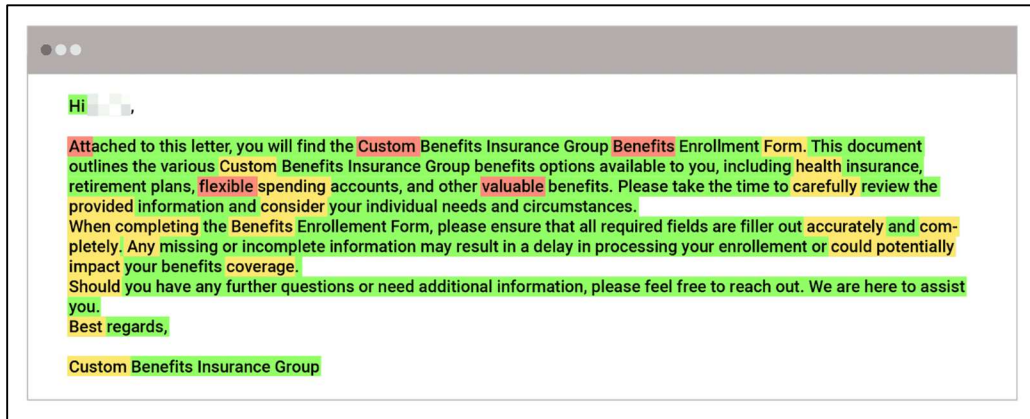 Hi ,
Attached to this letter, you will find the Custom Benefits Insurance Group Benefits Enrollment Form. This document
outlines the various Custom Benefits Insurance Group benefits options available to you, including health insurance,
retirement plans, flexible spending accounts, and other valuable benefits. Please take the time to carefully review the
provided information and consider your individual needs and circumstances.
When completing the Benefits Enrollement Form, please ensure that all required fields are filler out accurately and com-
pletely. Any missing or incomplete information may result in a delay in processing your enrollement or could potentially
impact your benefits coverage.
Should you have any further questions or need additional information, please feel free to reach out. We are here to assist
you.
Best regards,
Custom Benefits Insurance Group